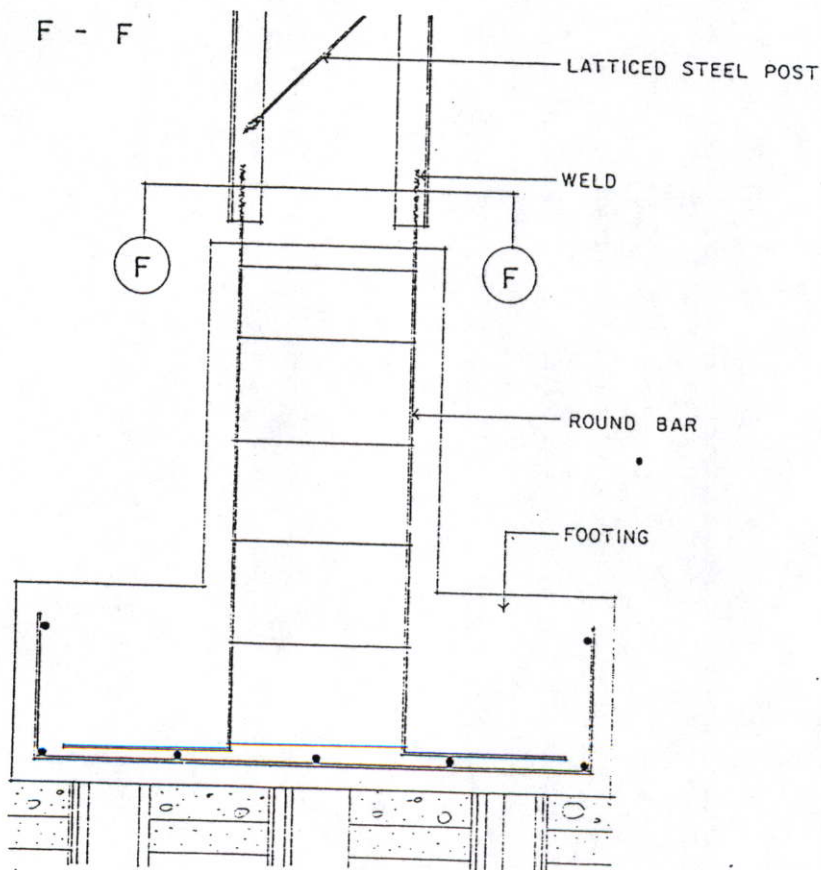 F - F
LATTICED STEEL POST
WELD
F
F
ROUND BAR
FOOTING